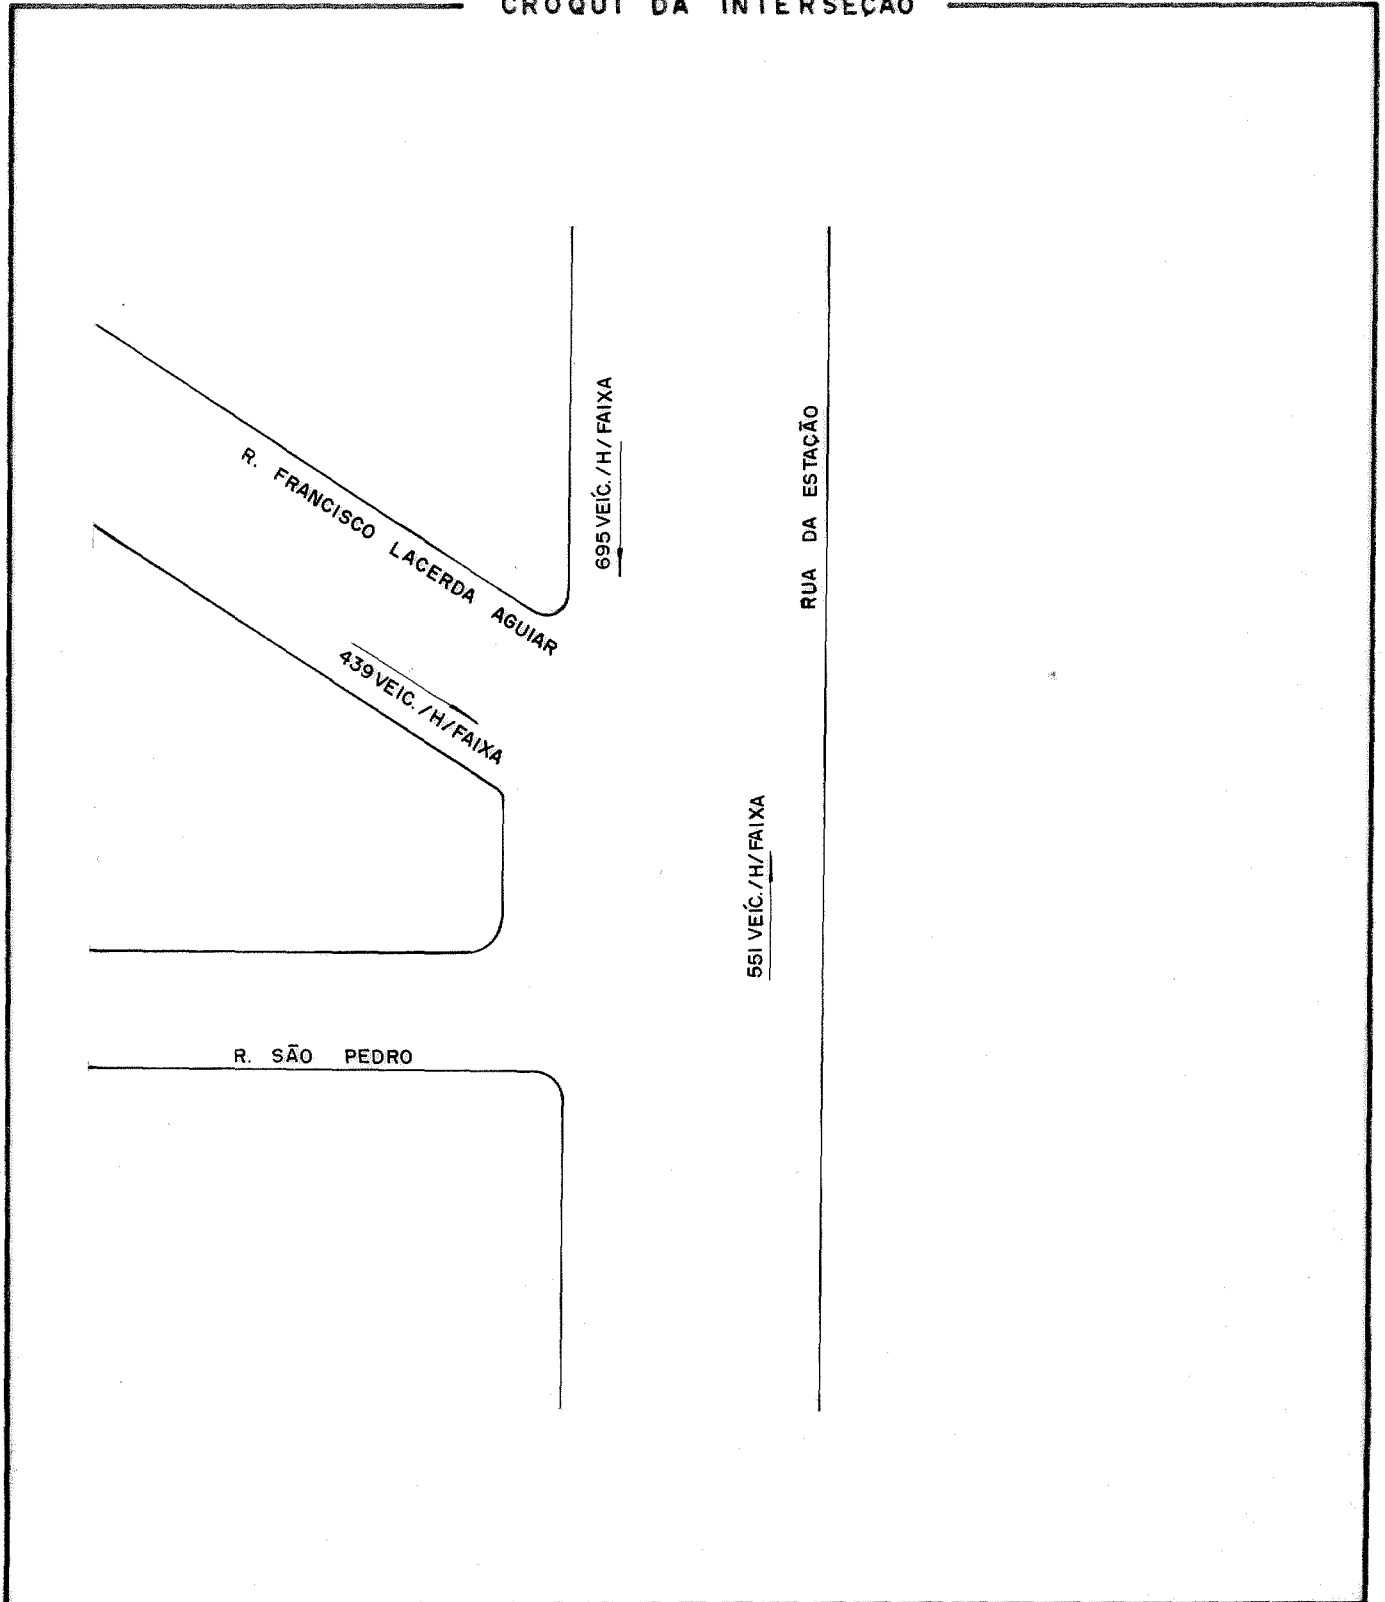 CROQUI DA INTERSEÇÃO
695 VEÍC./H/FAIXA
RUA DA ESTAÇÃO
R. FRANCISCO LACERDA AGUIAR
439 VEIC./H/FAIXA
551 VEÍC./H/FAIXA
R. SÃO PEDRO